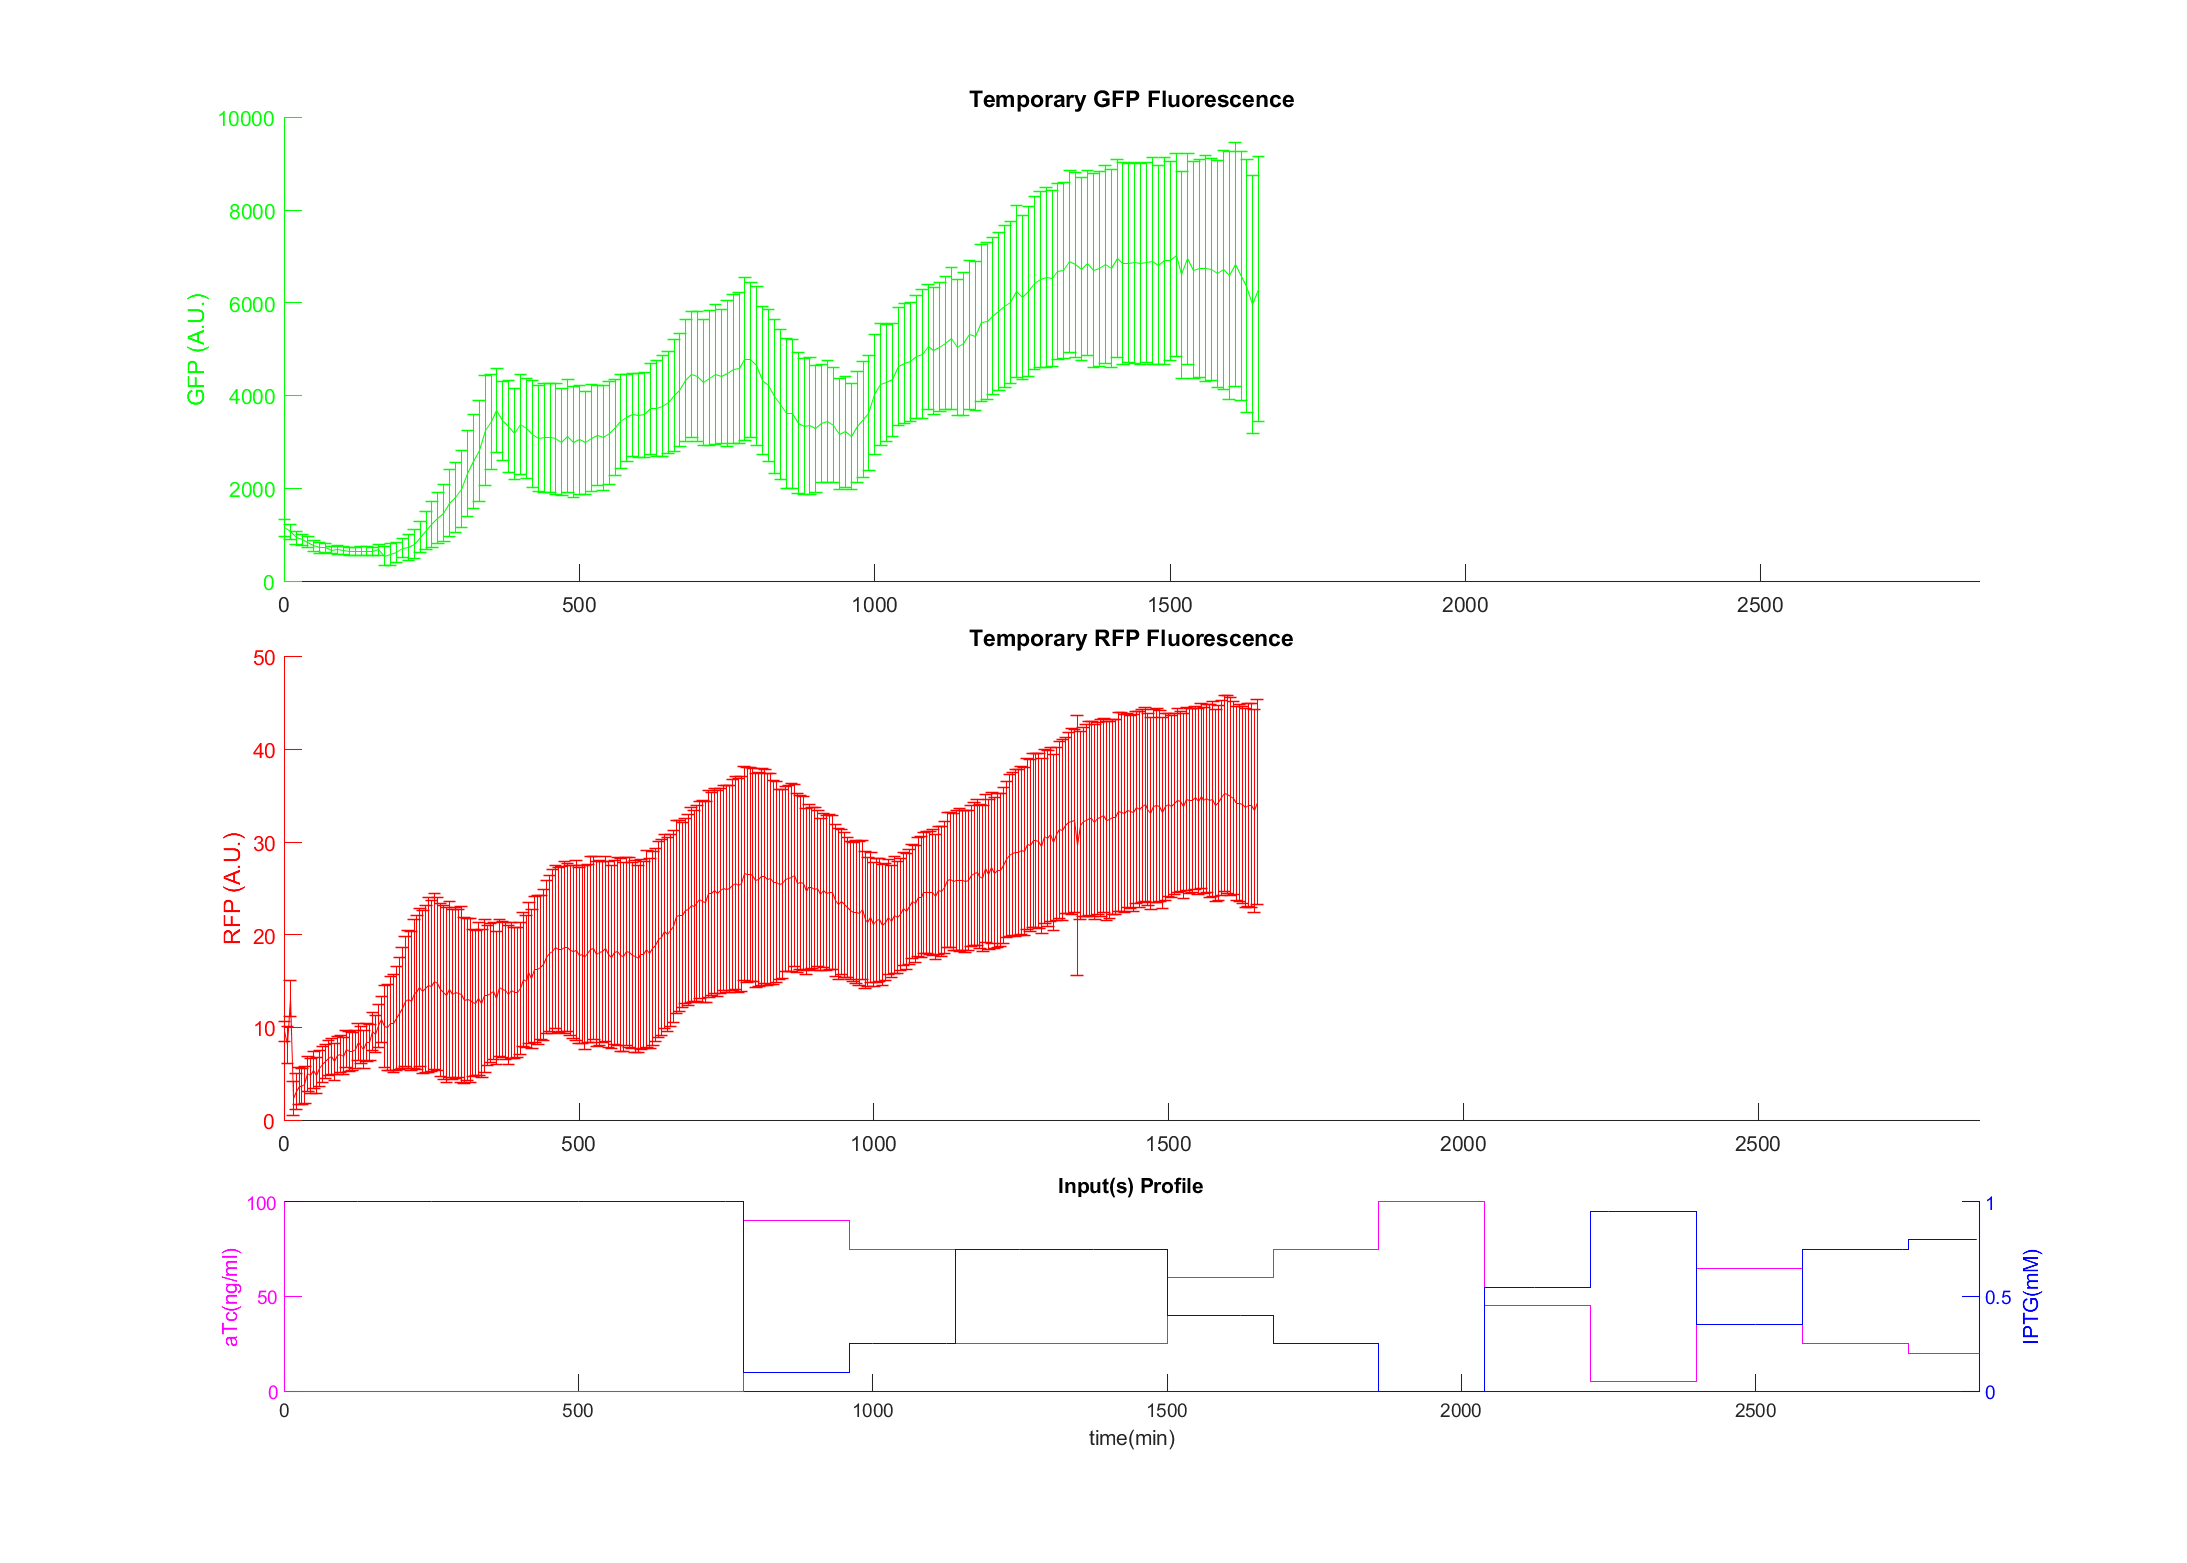 Temporary GFP Fluorescence
10000
8000
6000
4000
2000
0
GFP (A.U.)
0 500 1000 1500 2000 2500
Temporary RFP Fluorescence
50
40
30
20
10
0
RFP (A.U.)
0 500 1000 1500 2000 2500
Input(s) Profile
100
50
0
aTc(ng/ml)
1
0.5
0
IPTG(mM)
0 500 1000 1500 2000 2500
time(min)